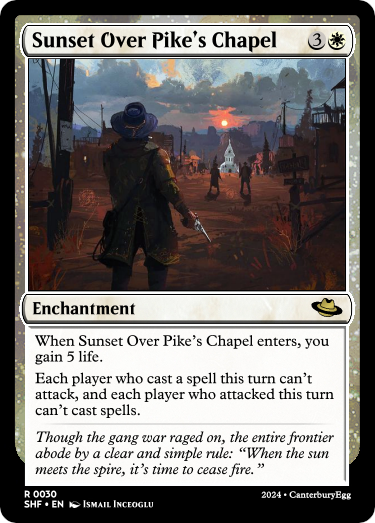 Sunset Over Pike's Chapel 3
Enchantment
When Sunset Over Pike's Chapel enters, you
gain 5 life.
Each player who cast a spell this turn can't
attack, and each player who attacked this turn
can't cast spells.
Though the gang war raged on, the entire frontier
abode by a clear and simple rule: “When the sun
meets the spire, it's time to cease fire.”
R 0030
SHF • EN Ismail Inceoglu
2024 • CanterburyEgg